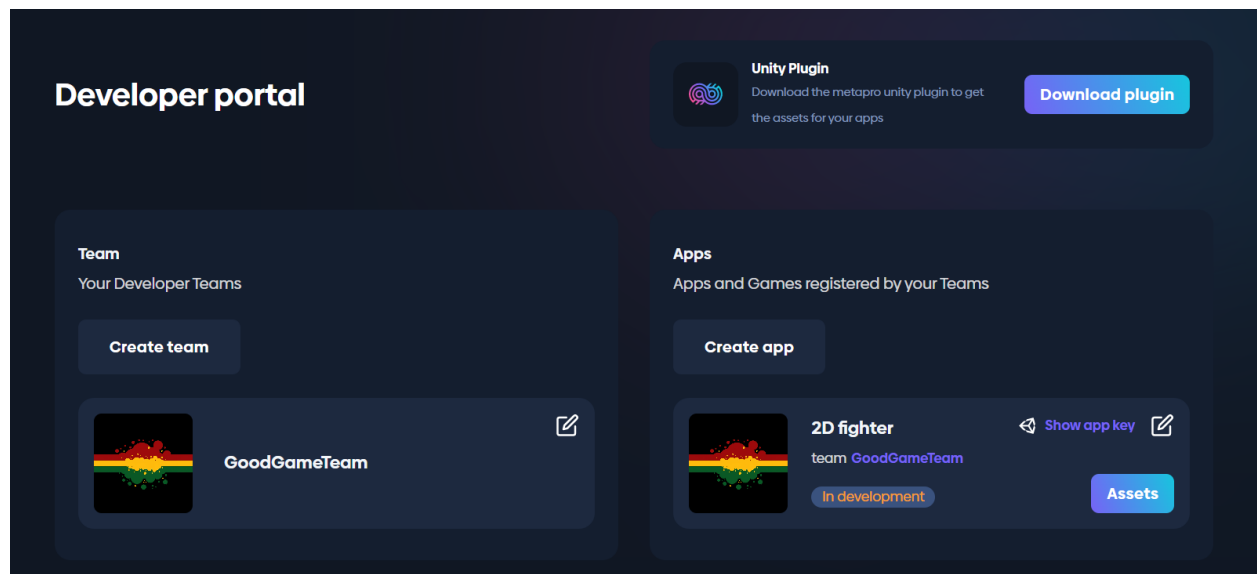 Developer portal
Unity Plugin
Download the metapro unity plugin to get
the assets for your apps
Download plugin
Team
Your Developer Teams
Create team
GoodGameTeam
Apps
Apps and Games registered by your Teams
Create app
2D fighter
Show app key
team GoodGameTeam
In development
Assets